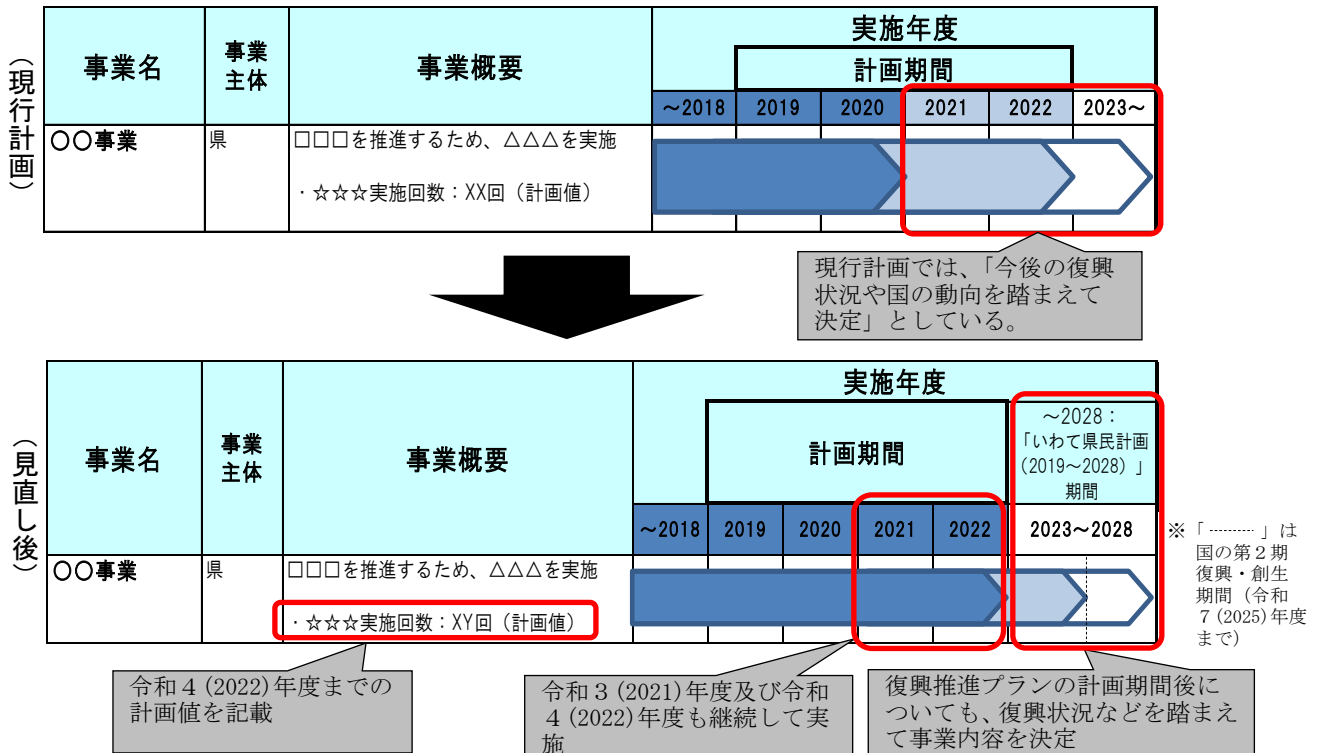 （現行計画）
事業名
事業
主体
事業概要
実施年度
計画期間
～2018 2019 2020 2021 2022 2023～
〇〇事業 県 □□□を推進するため、△△△を実施
・☆☆☆実施回数：XX回（計画値）
現行計画では、「今後の復興
状況や国の動向を踏まえて
決定」としている。
（見直し後）
事業名
事業
主体
事業概要
実施年度
計画期間
～2028：
「いわて県民計画
（2019～2028）」
期間
～2018 2019 2020 2021 2022 2023～2028
〇〇事業 県 □□□を推進するため、△△△を実施
・☆☆☆実施回数：XY回（計画値）
※「 ---------- 」は
国の第２期
復興・創生
期間（令和
７(2025)年度
まで）
令和４(2022)年度までの
計画値を記載
令和３(2021)年度及び令和
４(2022)年度も継続して実
施
復興推進プランの計画期間後に
ついても、復興状況などを踏まえ
て事業内容を決定